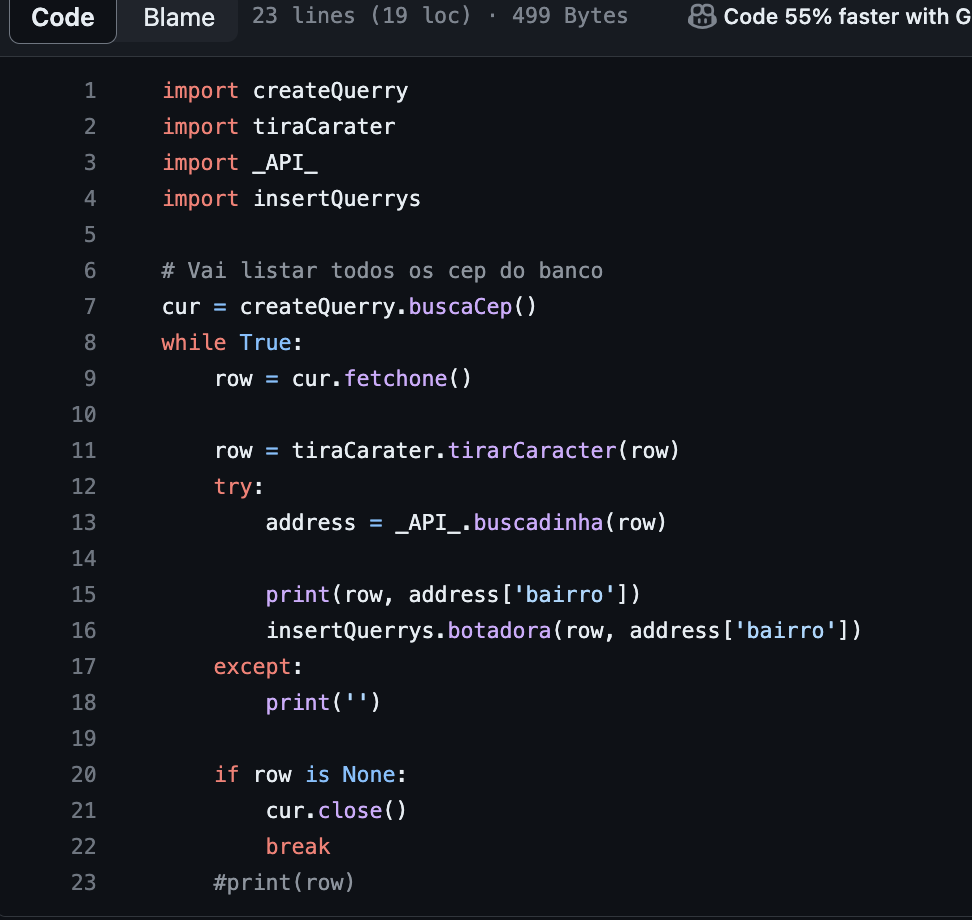 Code Blame 23 lines (19 loc) · 499 Bytes Code 55% faster with G
1 import createQuerry
2 import tiraCarater
3 import _API_
4 import insertQuerrys
5
6 # Vai listar todos os cep do banco
7 cur = createQuerry.buscaCep()
8 while True:
9     row = cur.fetchone()
10
11     row = tiraCarater.tirarCaracter(row)
12     try:
13         address = _API_.buscadinha(row)
14
15         print(row, address['bairro'])
16         insertQuerrys.botadora(row, address['bairro'])
17     except:
18         print('')
19
20     if row is None:
21         cur.close()
22         break
23     #print(row)